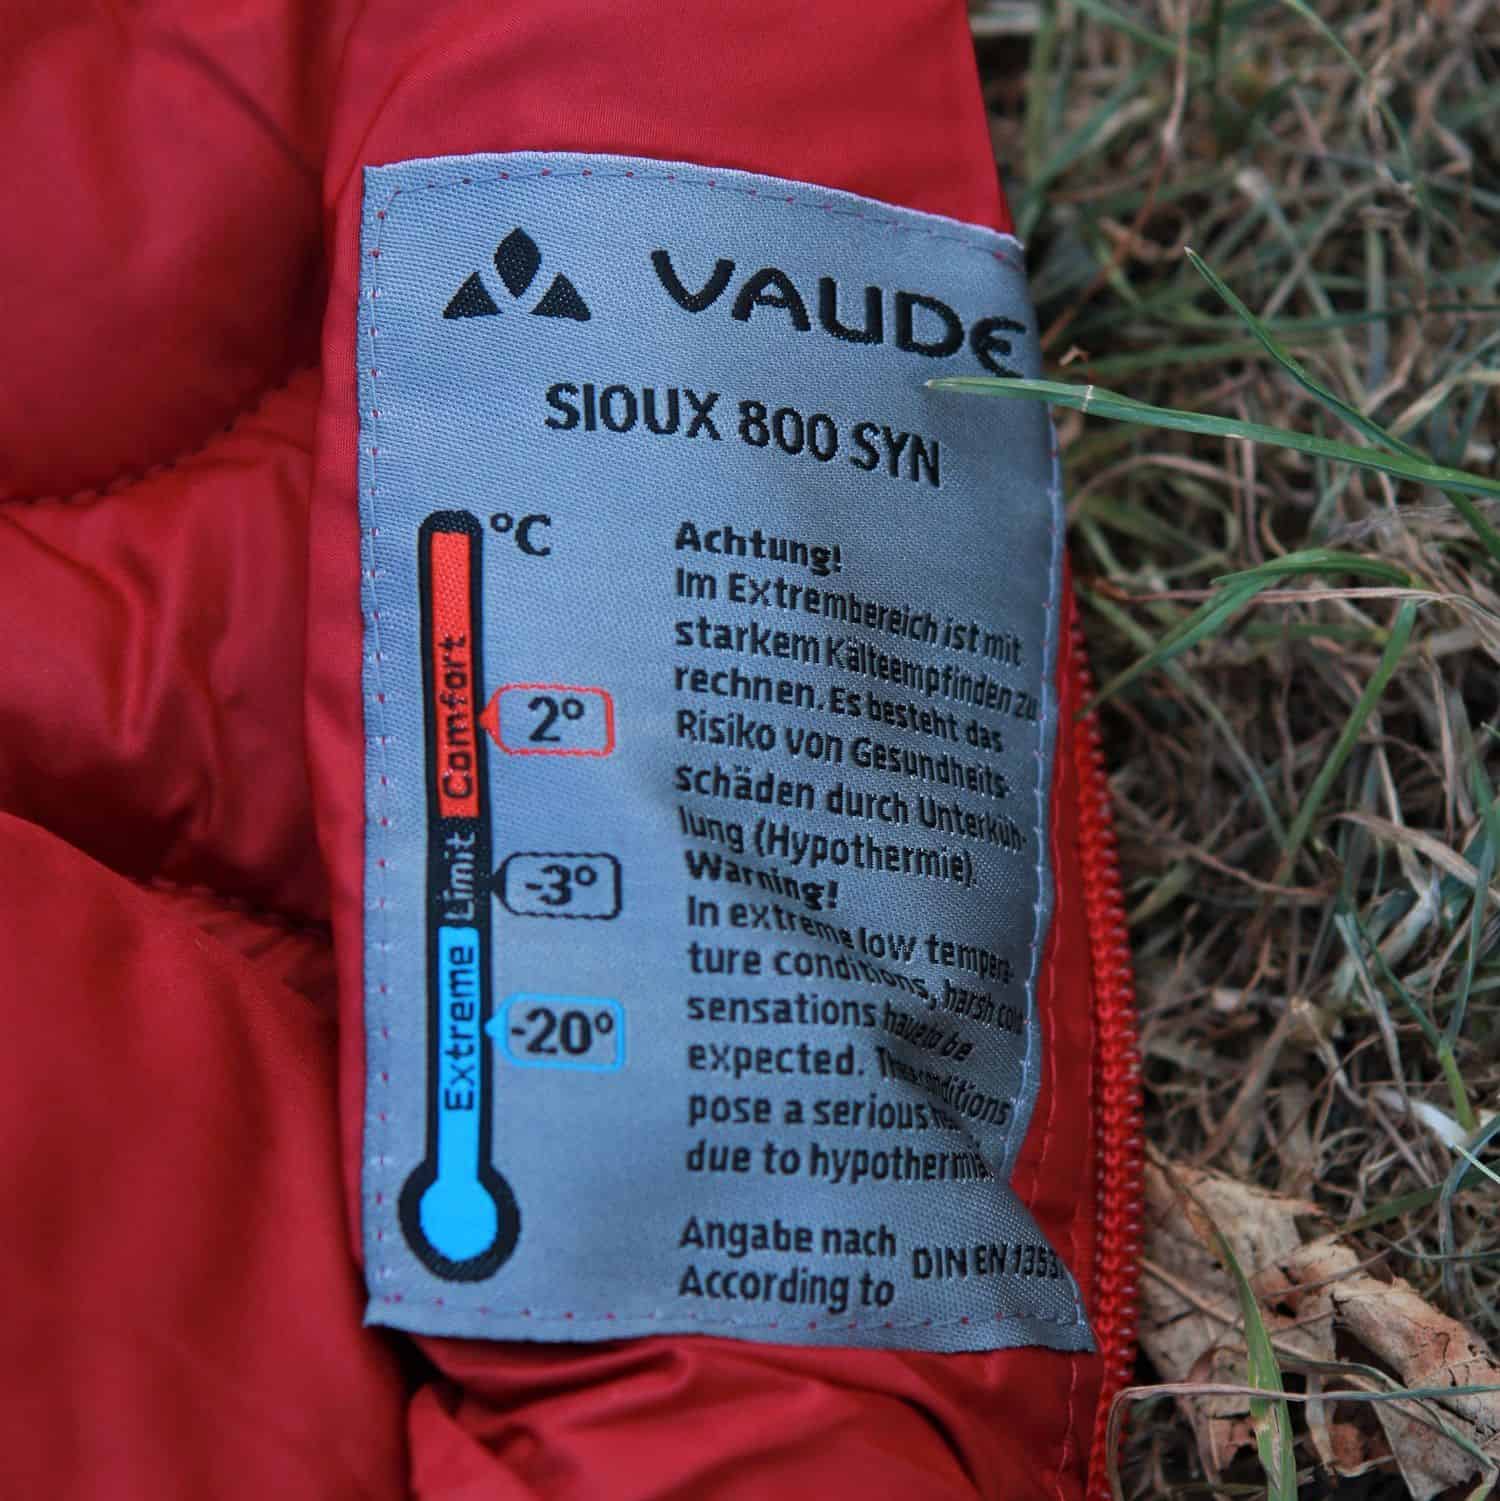 VAUDE
SIOUX 800 SYN
°C
Comfort
2°
Limit
-3°
Extreme
-20°
Achtung!
Im Extrembereich ist mit
starkem Kälteempfinden zu
rechnen. Es besteht das
Risiko von Gesundheits-
schäden durch Unterküh-
lung (Hypothermie).
Warning!
In extreme low tempera-
ture conditions, harsh
sensations have to be
expected.
pose a serious
due to hypothermia
Angabe nach
According to
DIN EN